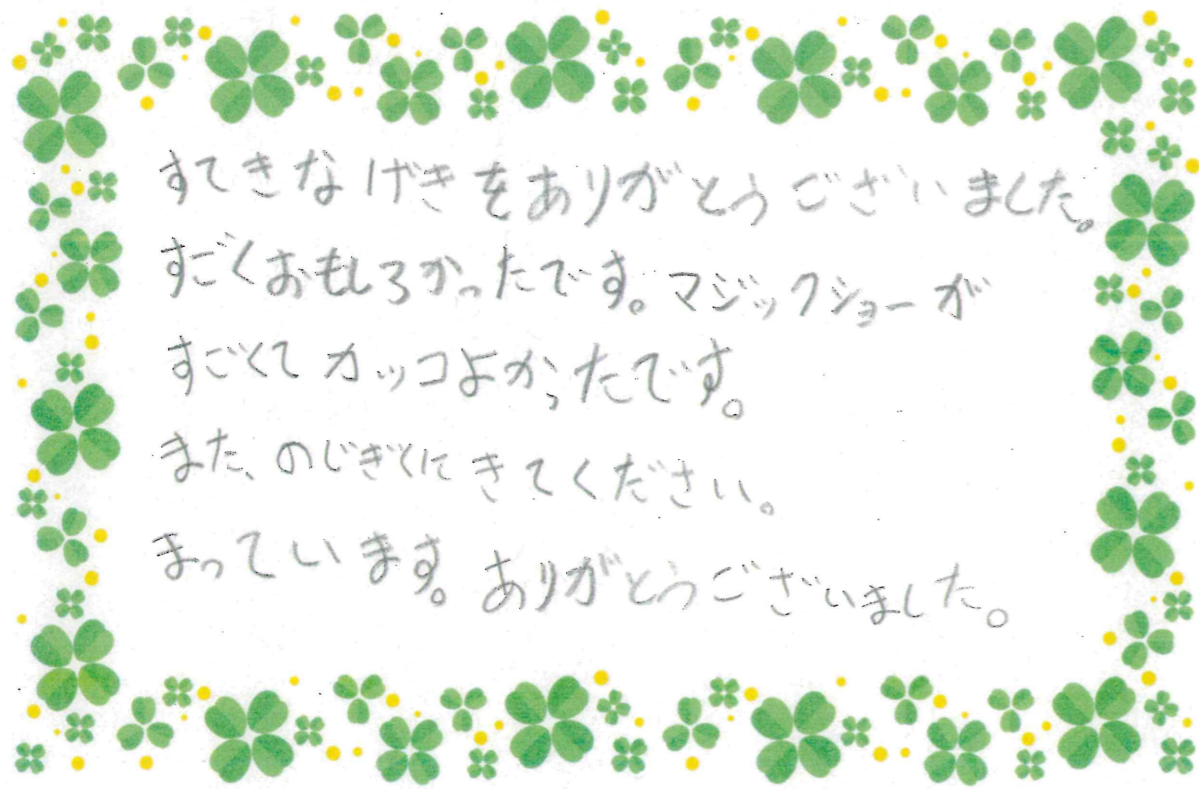 すてきなげきをありがとうございました。
すごくおもしろかったです。マジックショーが
すごくてカッコよかったです。
また、のじぎくにきてください。
まっています。ありがとうございました。